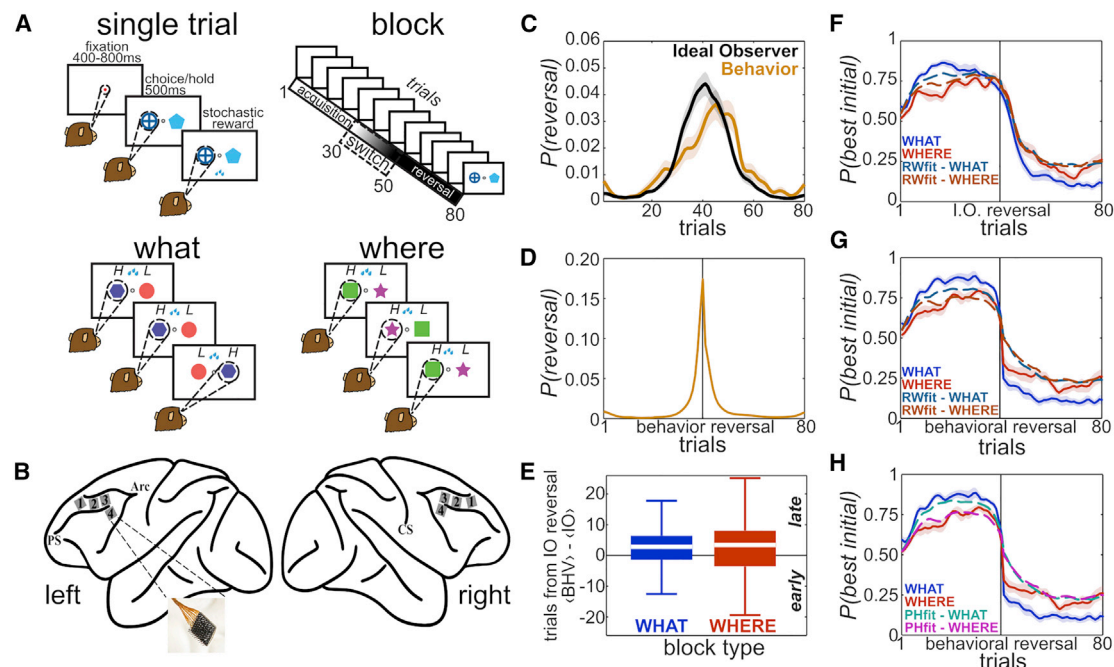 A
single trial
fixation
400-800ms
choice/hold
500ms
stochastic
reward
block
1
trials
acquisition
switch
reversal
30
50
80
what
H L
L H
where
H L
H L
B
Arc
PS
1 2 3
4
CS
3 2 1
4
left
right
C
P(reversal)
0.06
0.05
0.04
0.03
0.02
0.01
0
Ideal Observer
Behavior
20 40 60 80
trials
D
P(reversal)
0.20
0.15
0.10
0.05
0
1 behavior reversal 80
trials
E
trials from IO reversal
‹BHV› - ‹IO›
20
10
0
-10
-20
late
early
WHAT WHERE
block type
F
P(best initial)
1
0.75
0.50
0.25
0
WHAT
WHERE
RWfit - WHAT
RWfit - WHERE
1 I.O. reversal 80
trials
G
P(best initial)
1
0.75
0.50
0.25
0
WHAT
WHERE
RWfit - WHAT
RWfit - WHERE
1 behavioral reversal 80
trials
H
P(best initial)
1
0.75
0.50
0.25
0
WHAT
WHERE
PHfit - WHAT
PHfit - WHERE
1 behavioral reversal 80
trials